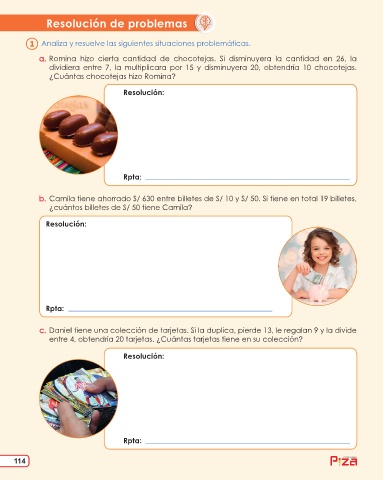 Resolución de problemas
1 Analiza y resuelve las siguientes situaciones problemáticas.
a. Romina hizo cierta cantidad de chocotejas. Si disminuyera la cantidad en 26, la
dividiera entre 7, la multiplicara por 15 y disminuyera 20, obtendría 10 chocotejas.
¿Cuántas chocotejas hizo Romina?
Resolución:
Rpta:
b. Camila tiene ahorrado S/ 630 entre billetes de S/ 10 y S/ 50. Si tiene en total 19 billetes,
¿cuántos billetes de S/ 50 tiene Camila?
Resolución:
Rpta:
c. Daniel tiene una colección de tarjetas. Si la duplica, pierde 13, le regalan 9 y la divide
entre 4, obtendría 20 tarjetas. ¿Cuántas tarjetas tiene en su colección?
Resolución:
Rpta:
114